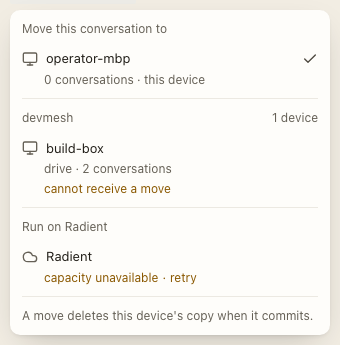 Move this conversation to
operator-mbp
0 conversations · this device
devmesh 1 device
build-box
drive · 2 conversations
cannot receive a move
Run on Radient
Radient
capacity unavailable · retry
A move deletes this device's copy when it commits.